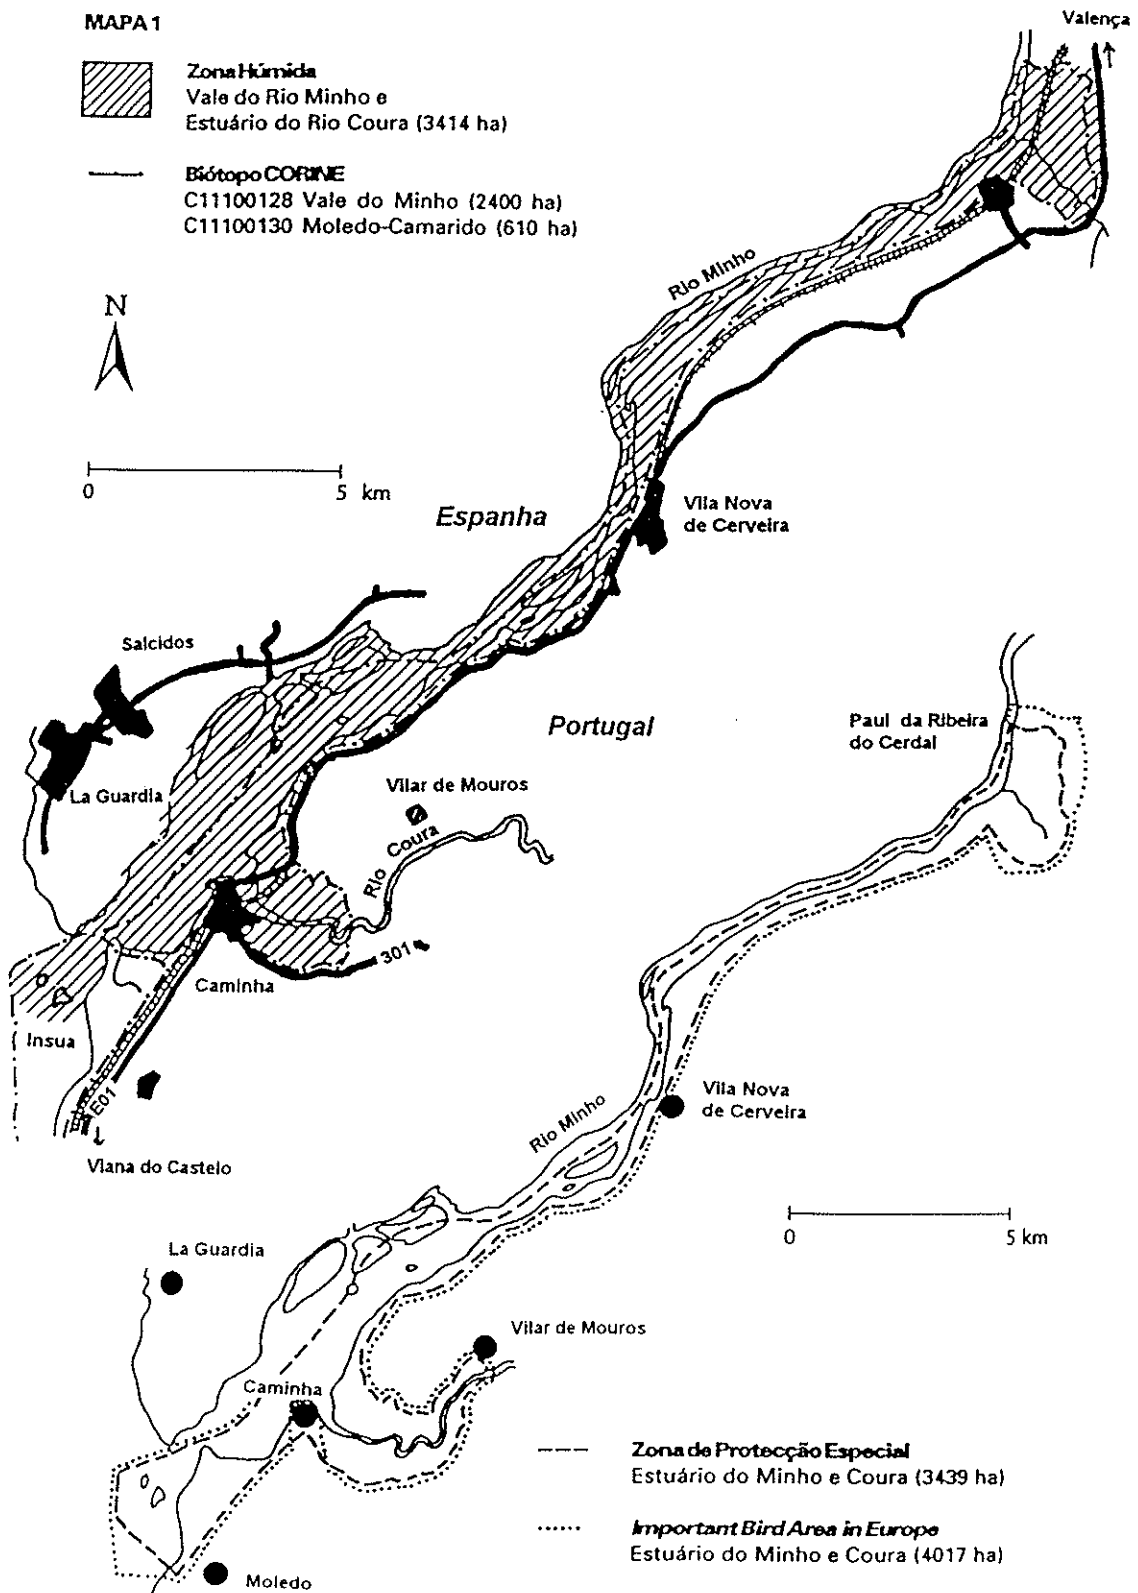 MAPA 1
Valença
Zona Húmida
Vale do Rio Minho e
Estuário do Rio Coura (3414 ha)
Biótopo CORINE
C11100128 Vale do Minho (2400 ha)
C11100130 Moledo-Camarido (610 ha)
N
Rio Minho
0 5 km
Espanha
Vila Nova
de Cerveira
Salcidos
Portugal
La Guardia
Vilar de Mouros
Rio Coura
301
Caminha
Insua
E01
Viana do Castelo
Paul da Ribeira
do Cerdal
Vila Nova
de Cerveira
Rio Minho
0 5 km
La Guardia
Vilar de Mouros
Caminha
Moledo
Zona de Protecção Especial
Estuário do Minho e Coura (3439 ha)
Important Bird Area in Europe
Estuário do Minho e Coura (4017 ha)